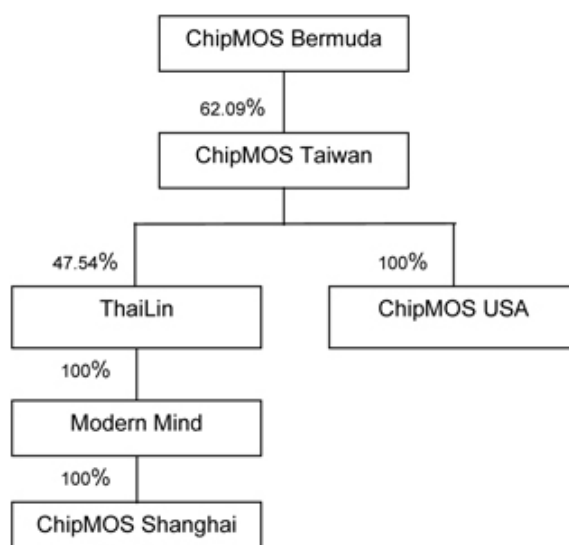 ChipMOS Bermuda
62.09%
ChipMOS Taiwan
47.54%
100%
ThaiLin
ChipMOS USA
100%
Modern Mind
100%
ChipMOS Shanghai